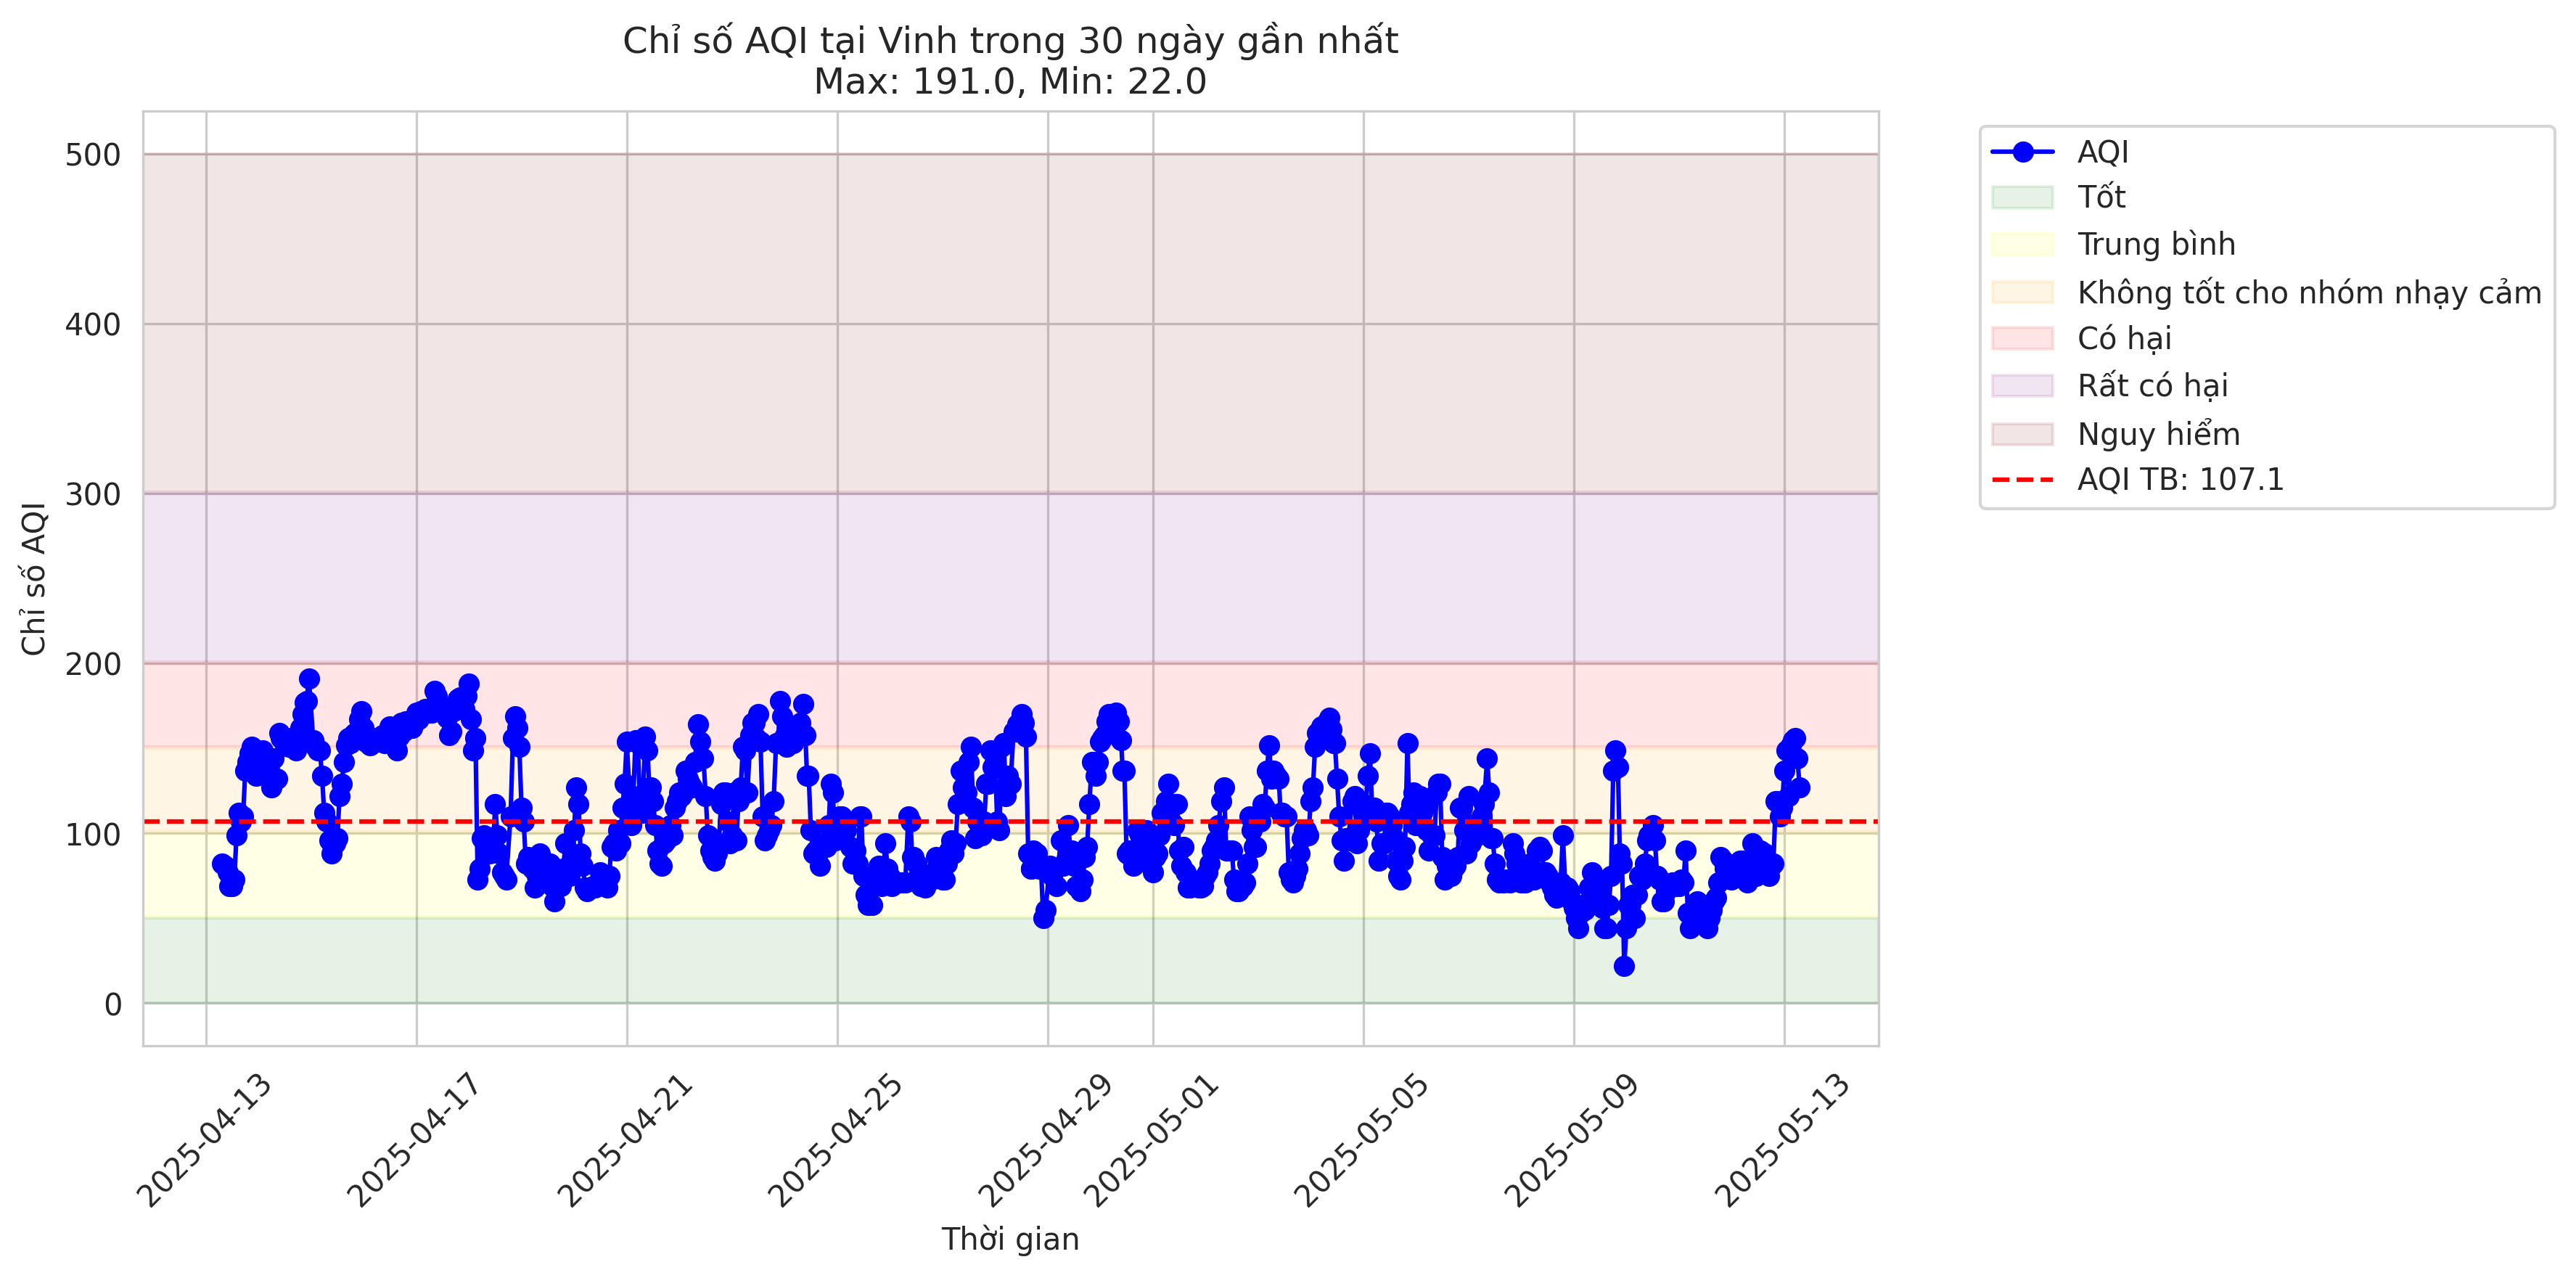 Chỉ số AQI tại Vinh trong 30 ngày gần nhất
Max: 191.0, Min: 22.0
Chỉ số AQI
500
400
300
200
100
0
2025-04-13
2025-04-17
2025-04-21
2025-04-25
2025-04-29
2025-05-01
2025-05-05
2025-05-09
2025-05-13
Thời gian
AQI
Tốt
Trung bình
Không tốt cho nhóm nhạy cảm
Có hại
Rất có hại
Nguy hiểm
AQI TB: 107.1